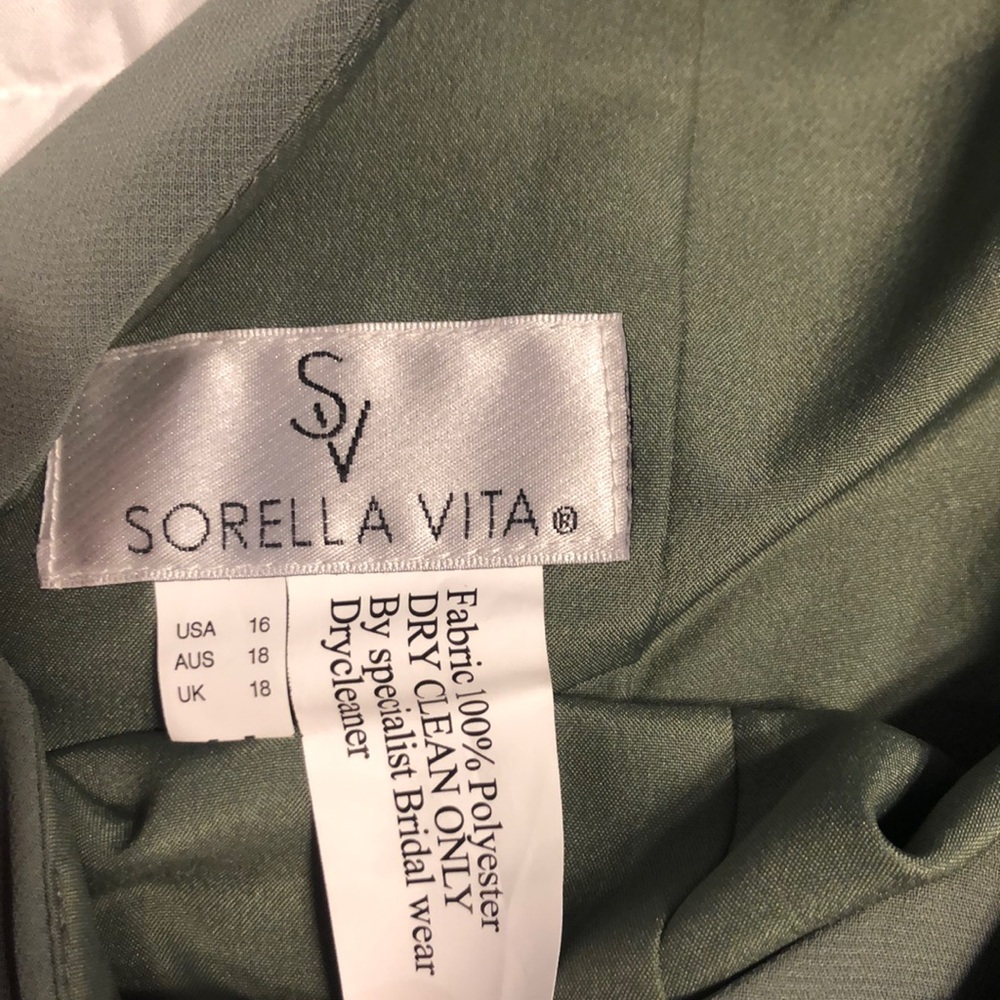 SV
SORELLA VITA®
USA 16
AUS 18
UK 18
Fabric 100% Polyester
DRY CLEAN ONLY
By specialist Bridal wear
Drycleaner